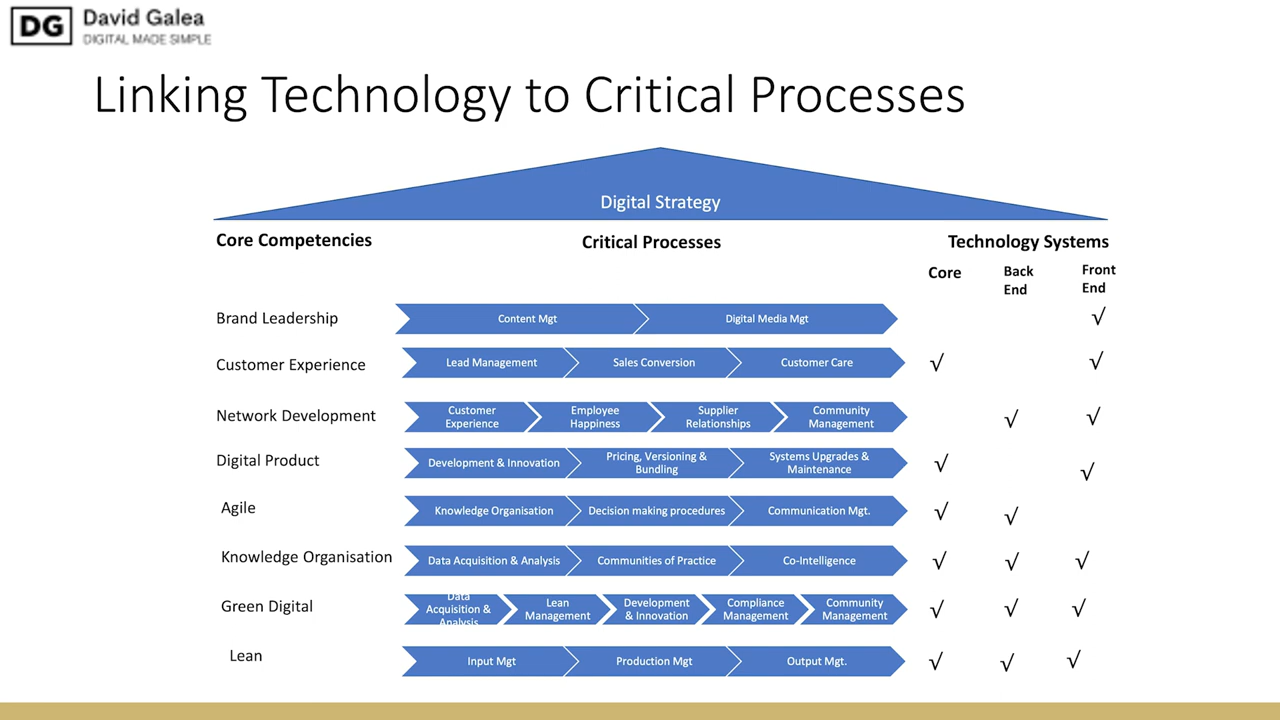 DG
David Galea
DIGITAL MADE SIMPLE
Linking Technology to Critical Processes
Digital Strategy
Core Competencies
Critical Processes
Technology Systems
Core
Back
End
Front
End
Brand Leadership
Content Mgt
Digital Media Mgt
√
Customer Experience
Lead Management
Sales Conversion
Customer Care
√
√
Network Development
Customer
Experience
Employee
Happiness
Supplier
Relationships
Community
Management
√
√
Digital Product
Development & Innovation
Pricing, Versioning &
Bundling
Systems Upgrades &
Maintenance
√
√
Agile
Knowledge Organisation
Decision making procedures
Communication Mgt.
√
√
Knowledge Organisation
Data Acquisition & Analysis
Communities of Practice
Co-Intelligence
√
√
√
Green Digital
Data
Acquisition &
Analysis
Lean
Management
Development
& Innovation
Compliance
Management
Community
Management
√
√
√
Lean
Input Mgt
Production Mgt
Output Mgt.
√
√
√